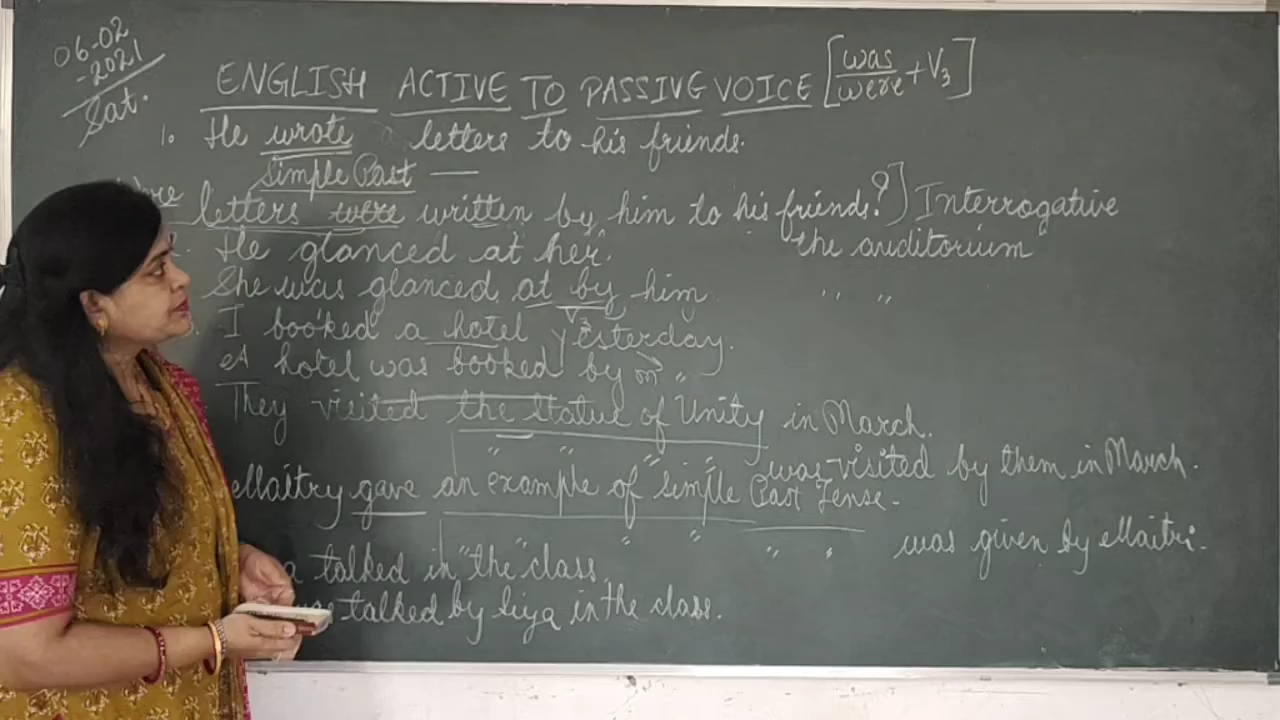 06-02
-2021
Sat.
ENGLISH ACTIVE TO PASSIVE VOICE [was/were + V3]
1. He wrote letters to his friends.
Simple Past
letters were written by him to his friends.?] Interrogative
He glanced at her. the auditorium
She was glanced at by him " "
I booked a hotel yesterday.
V3
A hotel was booked by m "
They visited the Statue of Unity in March.
" " " " was visited by them in March.
Maitry gave an example of Simple Past Tense.
" " " " " was given by Maitri.
talked in the class.
talked by Siya in the class.